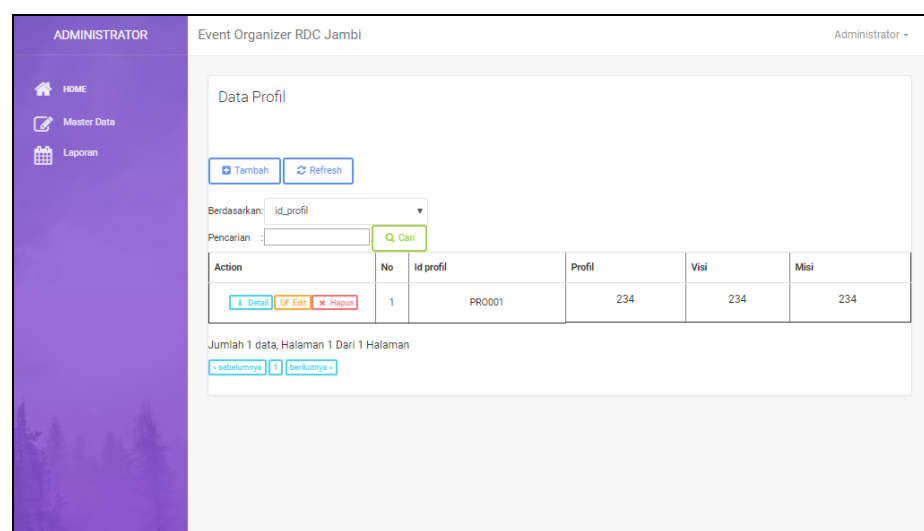 ADMINISTRATOR
Event Organizer RDC Jambi
Administrator
HOME
Master Data
Laporan
Data Profil
Tambah Refresh
Berdasarkan: id_profil
Pencarian : Cari
Action No Id profil Profil Visi Misi
Detail Edit Hapus 1 PRO001 234 234 234
Jumlah 1 data, Halaman 1 Dari 1 Halaman
« sebelumnya 1 berikutnya »